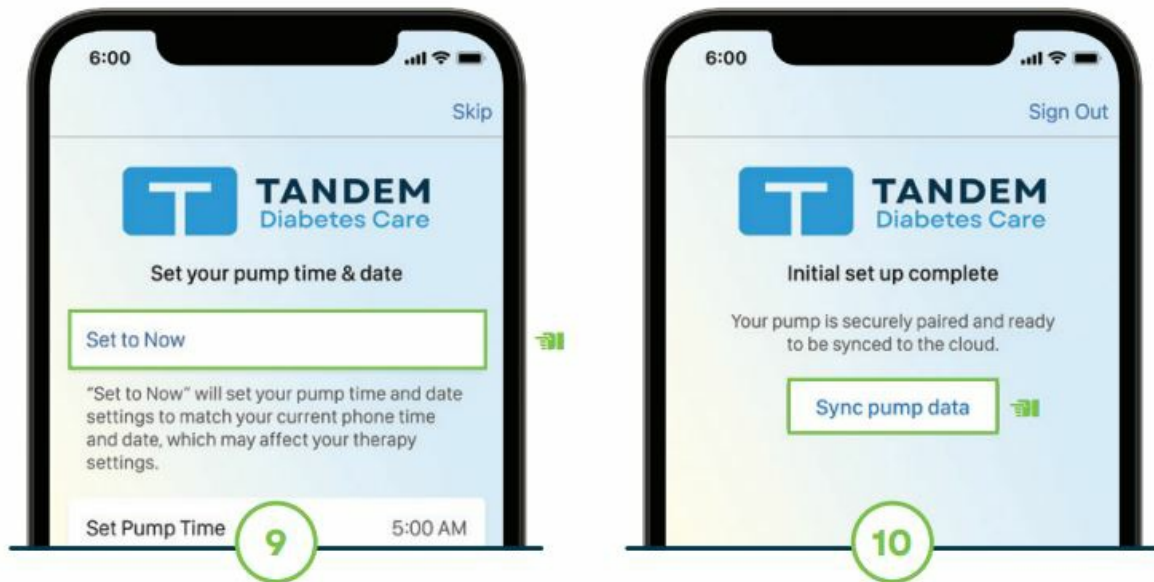 6:00
Skip
T TANDEM
Diabetes Care
Set your pump time & date
Set to Now
"Set to Now" will set your pump time and date
settings to match your current phone time
and date, which may affect your therapy
settings.
Set Pump Time 5:00 AM
9
6:00
Sign Out
T TANDEM
Diabetes Care
Initial set up complete
Your pump is securely paired and ready
to be synced to the cloud.
Sync pump data
10